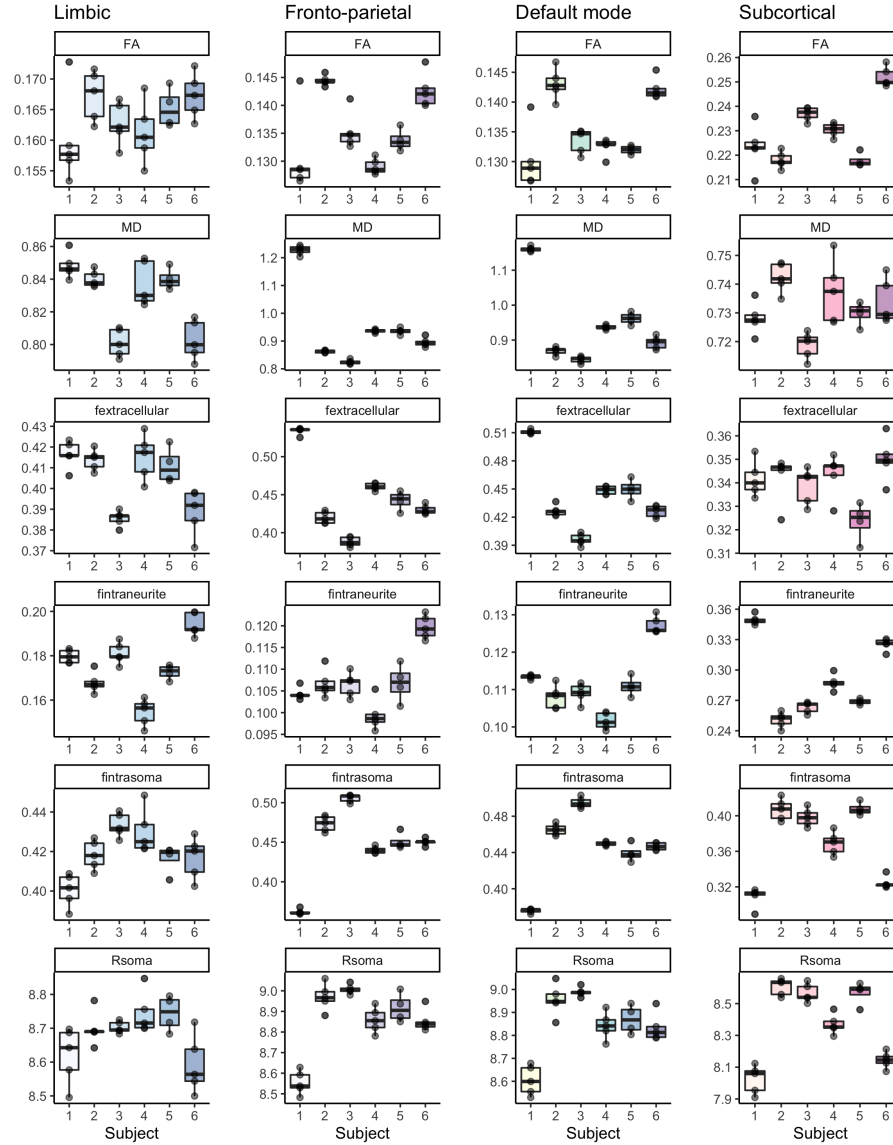 Limbic Fronto-parietal Default mode Subcortical
FA FA FA FA
0.170 0.165 0.160 0.155
0.145 0.140 0.135 0.130
0.145 0.140 0.135 0.130
0.26 0.25 0.24 0.23 0.22 0.21
1 2 3 4 5 6 1 2 3 4 5 6 1 2 3 4 5 6 1 2 3 4 5 6
MD MD MD MD
0.86 0.84 0.82 0.80
1.2 1.1 1.0 0.9 0.8
1.1 1.0 0.9
0.75 0.74 0.73 0.72
1 2 3 4 5 6 1 2 3 4 5 6 1 2 3 4 5 6 1 2 3 4 5 6
fextracellular fextracellular fextracellular fextracellular
0.43 0.42 0.41 0.40 0.39 0.38 0.37
0.50 0.45 0.40
0.51 0.48 0.45 0.42 0.39
0.36 0.35 0.34 0.33 0.32 0.31
1 2 3 4 5 6 1 2 3 4 5 6 1 2 3 4 5 6 1 2 3 4 5 6
fintraneurite fintraneurite fintraneurite fintraneurite
0.20 0.18 0.16
0.120 0.115 0.110 0.105 0.100 0.095
0.13 0.12 0.11 0.10
0.36 0.33 0.30 0.27 0.24
1 2 3 4 5 6 1 2 3 4 5 6 1 2 3 4 5 6 1 2 3 4 5 6
fintrasoma fintrasoma fintrasoma fintrasoma
0.44 0.42 0.40
0.50 0.45 0.40
0.48 0.44 0.40
0.40 0.36 0.32
1 2 3 4 5 6 1 2 3 4 5 6 1 2 3 4 5 6 1 2 3 4 5 6
Rsoma Rsoma Rsoma Rsoma
8.8 8.7 8.6 8.5
9.0 8.9 8.8 8.7 8.6 8.5
9.0 8.9 8.8 8.7 8.6
8.5 8.3 8.1 7.9
1 2 3 4 5 6 1 2 3 4 5 6 1 2 3 4 5 6 1 2 3 4 5 6
Subject Subject Subject Subject